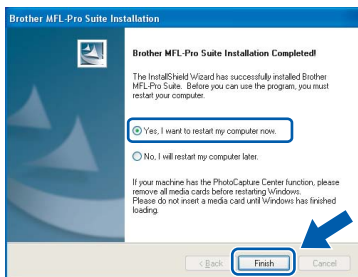 Brother MFL-Pro Suite Installation
Brother MFL-Pro Suite Installation Completed!
The InstallShield Wizard has successfully installed Brother
MFL-Pro Suite. Before you can use the program, you must
restart your computer.
Yes, I want to restart my computer now.
No, I will restart my computer later.
If your machine has the PhotoCapture Center function, please
remove all media cards before restarting Windows.
Please do not insert a media card until Windows has finished
loading.
< Back
Finish
Cancel